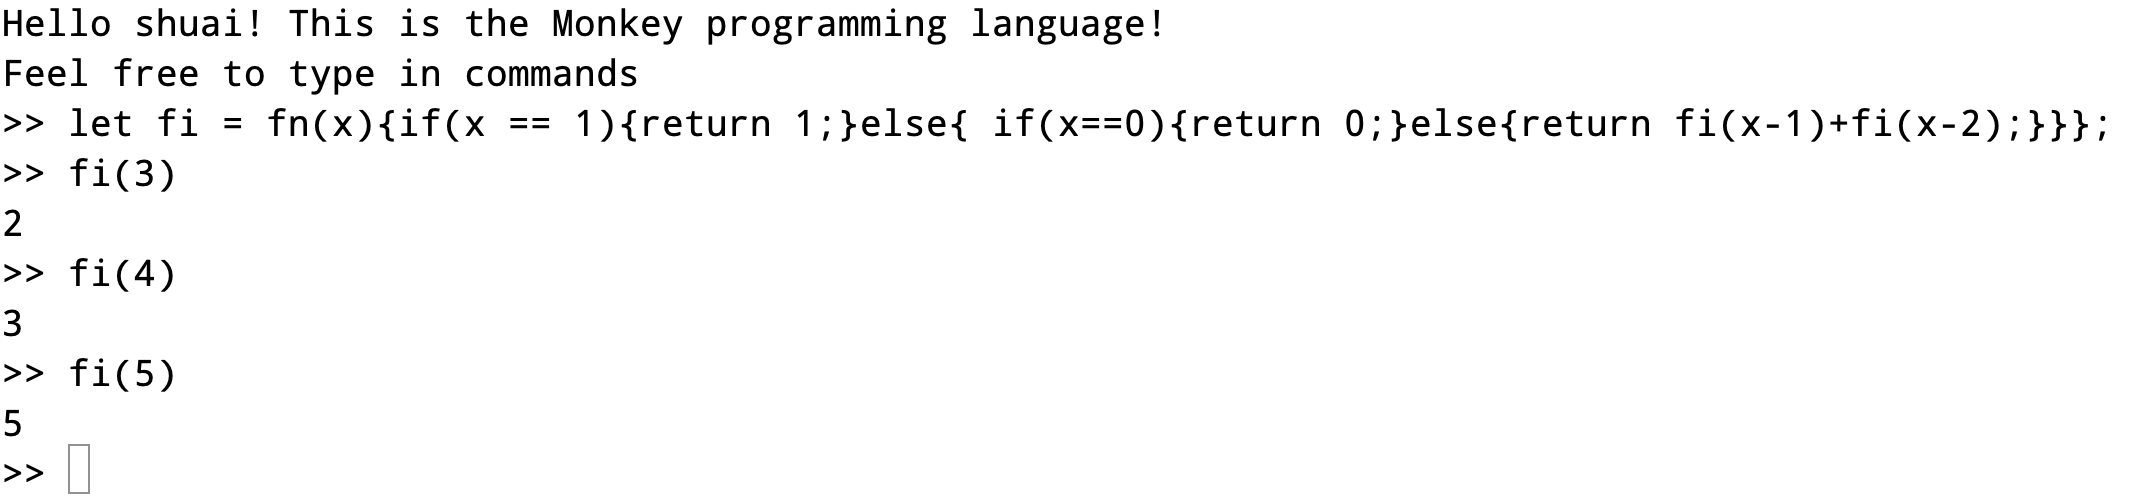 Hello shuai! This is the Monkey programming language!
Feel free to type in commands
>> let fi = fn(x){if(x == 1){return 1;}else{ if(x==0){return 0;}else{return fi(x-1)+fi(x-2);}}};
>> fi(3)
2
>> fi(4)
3
>> fi(5)
5
>>